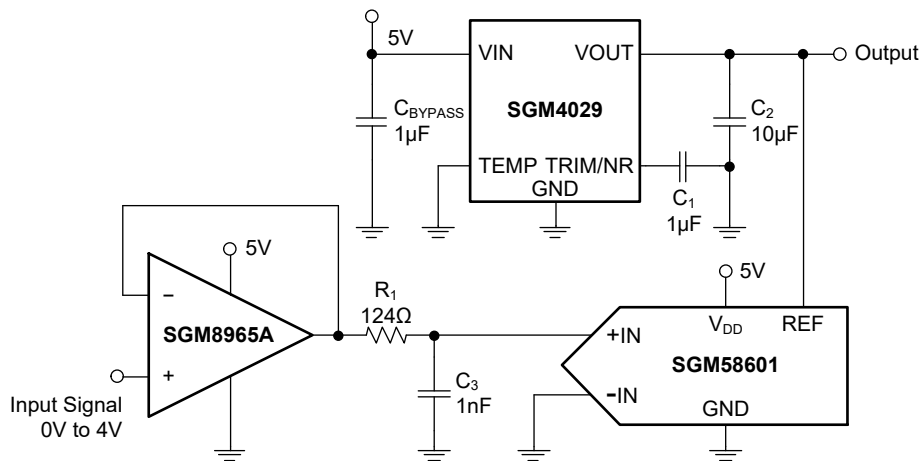 5V
VIN
VOUT
Output
C_BYPASS
1µF
SGM4029
C2
10µF
TEMP
TRIM/NR
GND
C1
1µF
5V
−
SGM8965A
+
Input Signal
0V to 4V
R1
124Ω
C3
1nF
5V
VDD
REF
+IN
SGM58601
-IN
GND